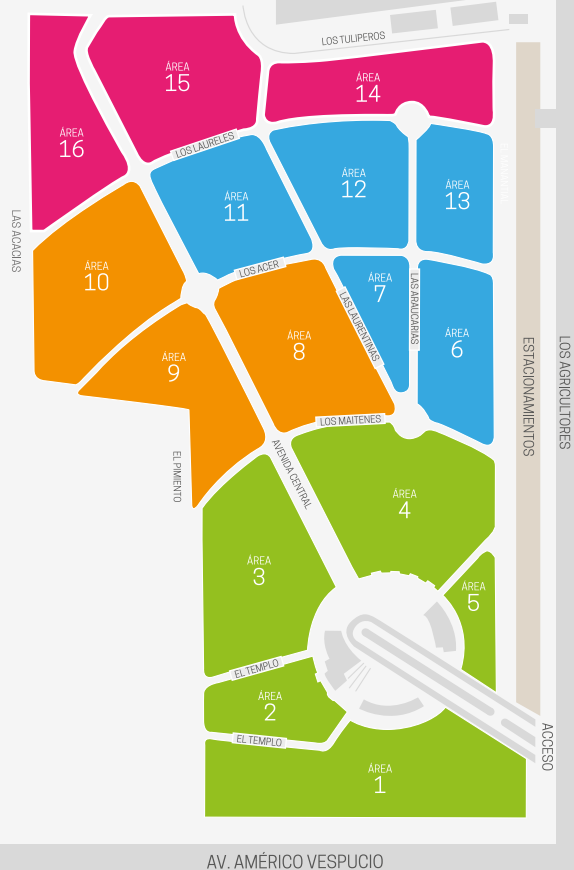 LOS TULIPEROS
ÁREA
15
ÁREA
14
ÁREA
16
LOS LAURELES
ÁREA
12
ÁREA
13
ÁREA
11
LAS ACACIAS
ÁREA
10
LOS ACER
ÁREA
7
LAS LAURENTINAS
LAS ARAUCARIAS
ÁREA
8
ÁREA
6
ÁREA
9
ESTACIONAMIENTOS
LOS AGRICULTORES
LOS MAITENES
EL PIMIENTO
AVENIDA CENTRAL
ÁREA
4
ÁREA
3
ÁREA
5
EL TEMPLO
ÁREA
2
EL TEMPLO
ACCESO
ÁREA
1
AV. AMÉRICO VESPUCIO